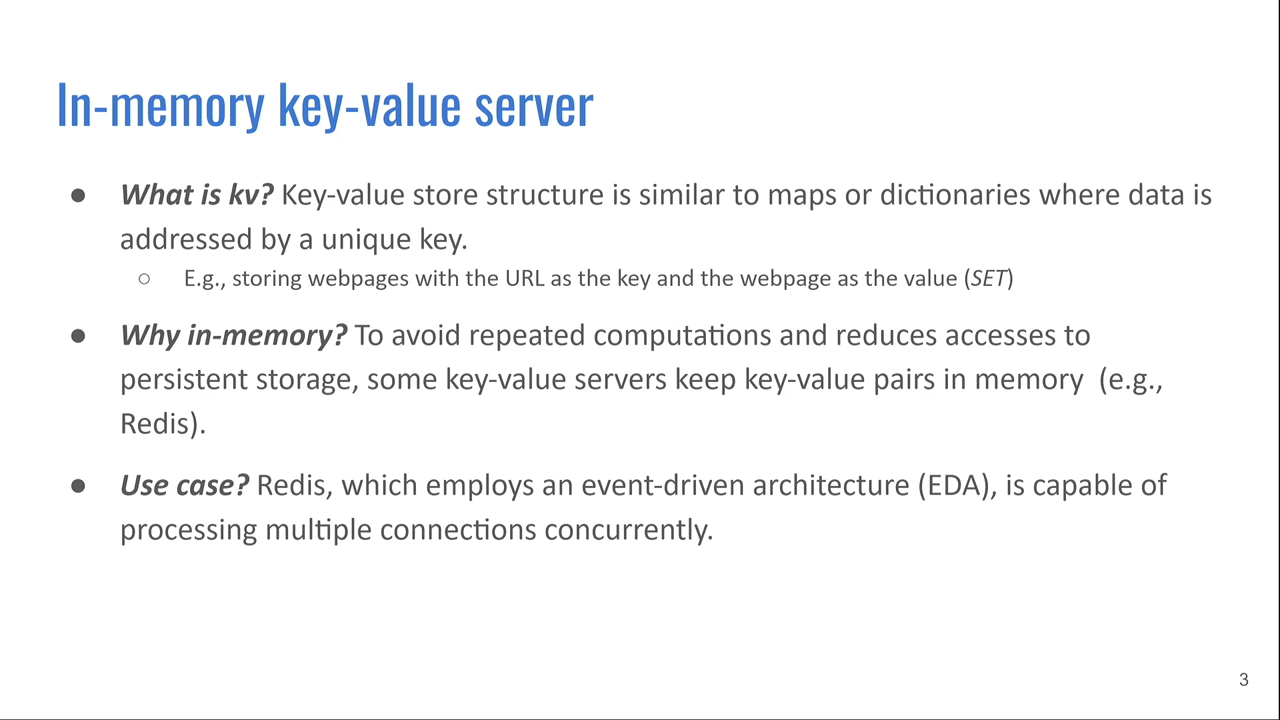 In-memory key-value server
● What is kv? Key-value store structure is similar to maps or dictionaries where data is
addressed by a unique key.
○ E.g., storing webpages with the URL as the key and the webpage as the value (SET)
● Why in-memory? To avoid repeated computations and reduces accesses to
persistent storage, some key-value servers keep key-value pairs in memory  (e.g.,
Redis).
● Use case? Redis, which employs an event-driven architecture (EDA), is capable of
processing multiple connections concurrently.
3